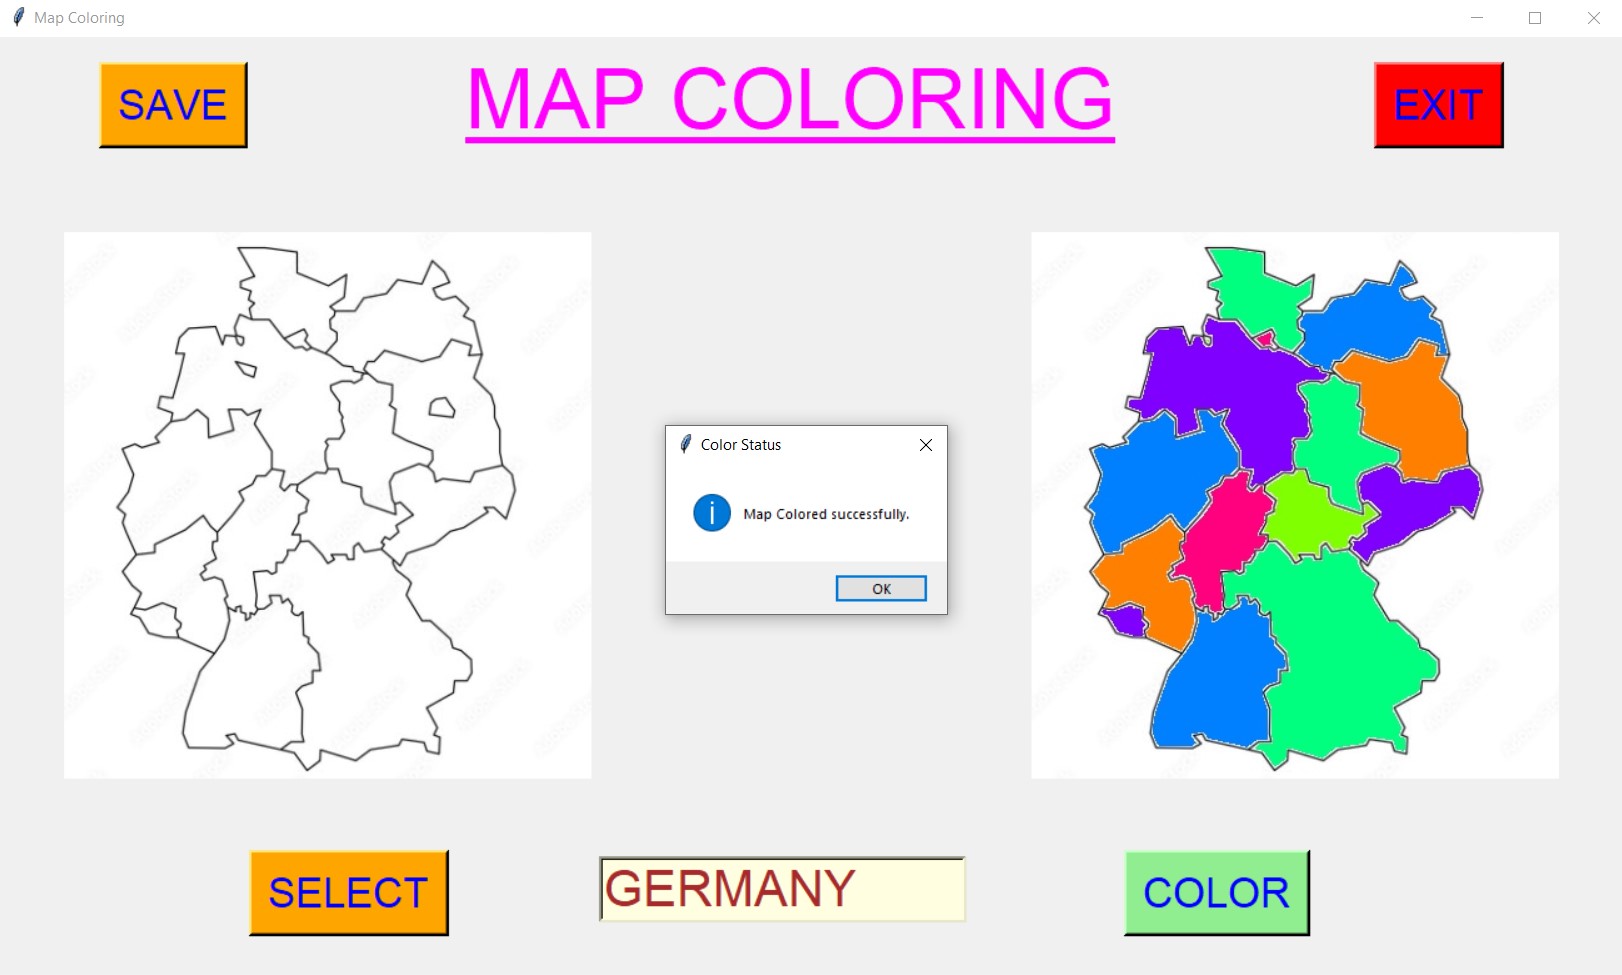 Map Coloring
SAVE
MAP COLORING
EXIT
Color Status
Map Colored successfully.
OK
SELECT
GERMANY
COLOR